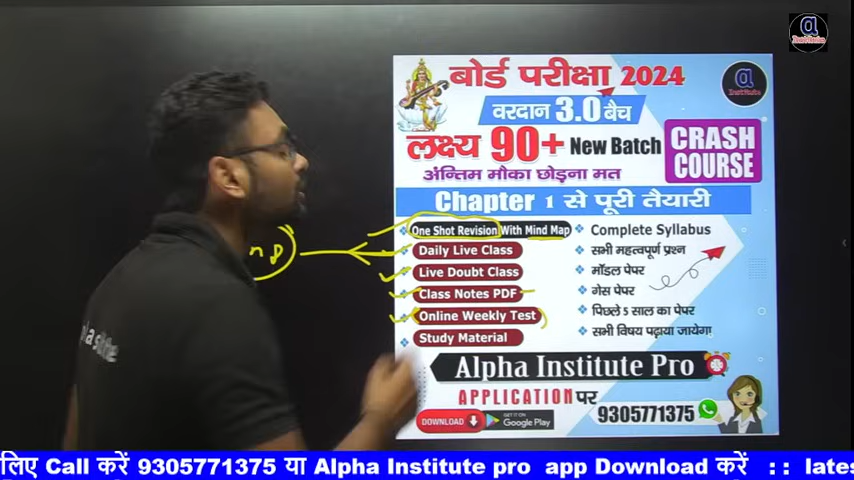 a
Institute
बोर्ड परीक्षा 2024
a
Institute
वरदान 3.0 बैच
लक्ष्य 90+ New Batch
CRASH COURSE
अंन्तिम मौका छोड़ना मत
Chapter 1 से पूरी तैयारी
One Shot Revision With Mind Map
Daily Live Class
Live Doubt Class
Class Notes PDF
Online Weekly Test
Study Material
Complete Syllabus
सभी महत्वपूर्ण प्रश्न
मॉडल पेपर
गेस पेपर
पिछले 5 साल का पेपर
सभी विषय पढ़ाया जायेगा
Alpha Institute Pro
APPLICATION पर
DOWNLOAD
GET IT ON
Google Play
9305771375
लिए Call करें 9305771375 या Alpha Institute pro app Download करें : : lates